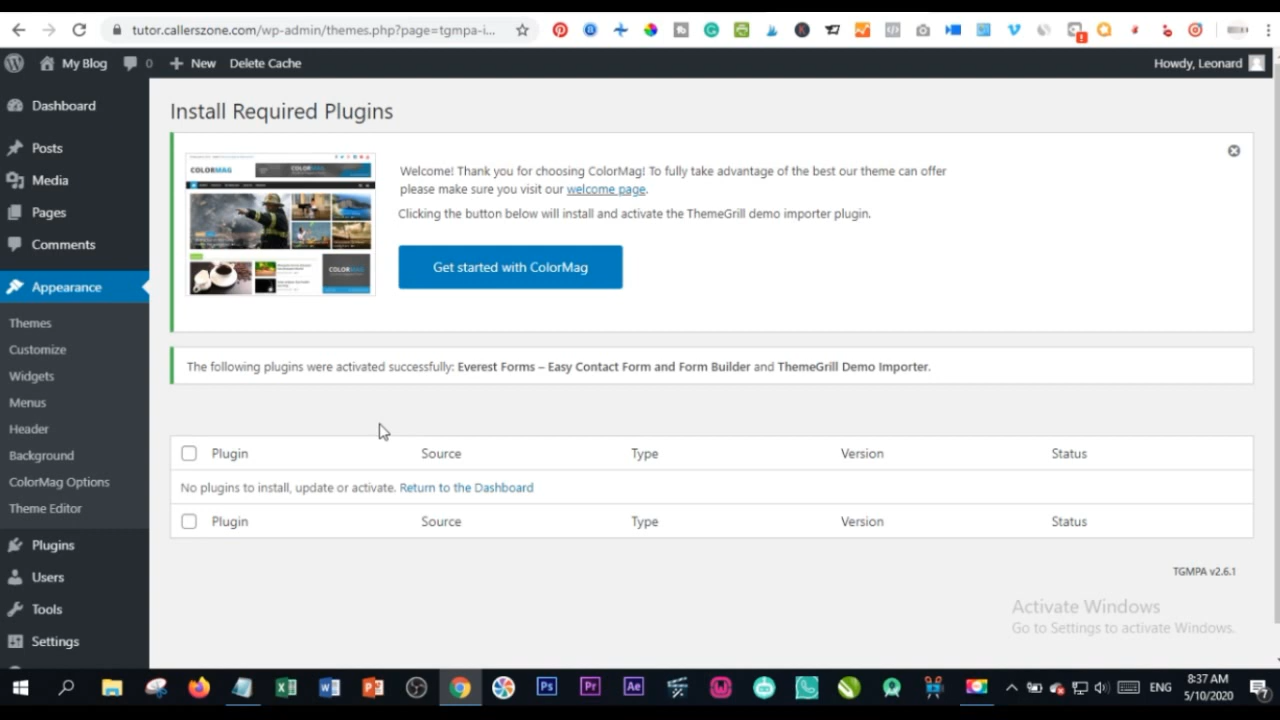 tutor.callerszone.com/wp-admin/themes.php?page=tgmpa-i...
My Blog 0 New Delete Cache Howdy, Leonard
Dashboard
Posts
Media
Pages
Comments
Appearance
Themes
Customize
Widgets
Menus
Header
Background
ColorMag Options
Theme Editor
Plugins
Users
Tools
Settings
Install Required Plugins
COLORMAG
Welcome! Thank you for choosing ColorMag! To fully take advantage of the best our theme can offer
please make sure you visit our welcome page.
Clicking the button below will install and activate the ThemeGrill demo importer plugin.
Get started with ColorMag
The following plugins were activated successfully: Everest Forms – Easy Contact Form and Form Builder and ThemeGrill Demo Importer.
Plugin Source Type Version Status
No plugins to install, update or activate. Return to the Dashboard
Plugin Source Type Version Status
TGMPA v2.6.1
Activate Windows
Go to Settings to activate Windows.
Ps Pr Ae
ENG
8:37 AM
5/10/2020
7